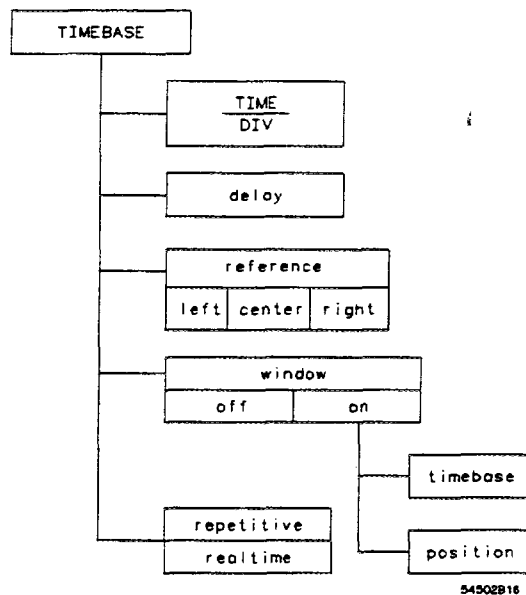 TIMEBASE
TIME
DIV
delay
reference
left center right
window
off on
timebase
repetitive
realtime
position
54502B16